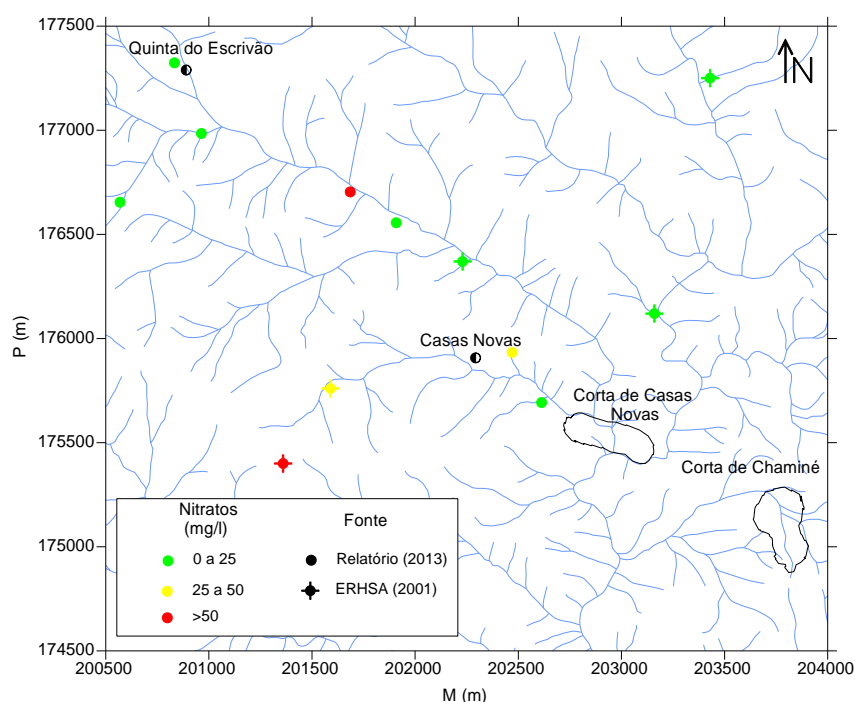 177500
177000
176500
176000
175500
175000
174500
P (m)
Quinta do Escrivão
N
Casas Novas
Corta de Casas
Novas
Corta de Chaminé
Nitratos
(mg/l)
Fonte
0 a 25
Relatório (2013)
25 a 50
ERHSA (2001)
>50
200500
201000
201500
202000
202500
203000
203500
204000
M (m)